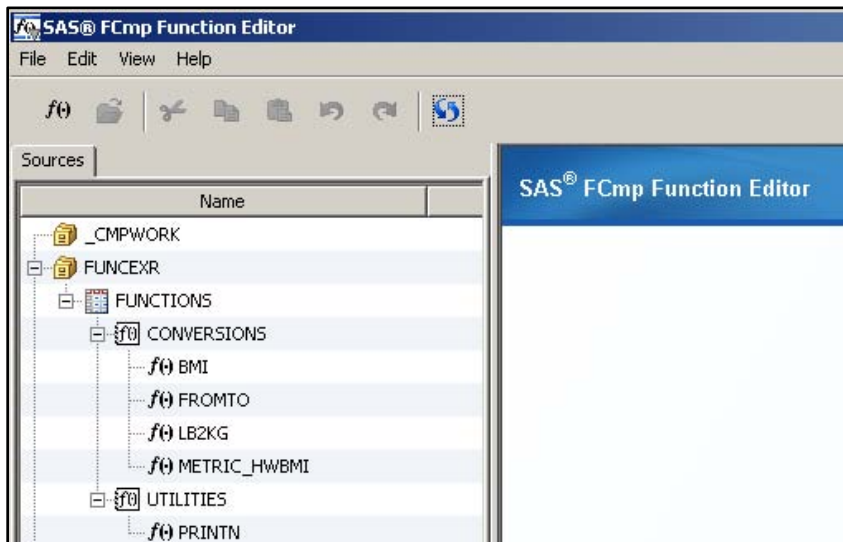 SAS® FCmp Function Editor
File Edit View Help
f(·)
Sources
Name
SAS® FCmp Function Editor
_CMPWORK
FUNCEXR
FUNCTIONS
f() CONVERSIONS
f(·) BMI
f(·) FROMTO
f(·) LB2KG
f(·) METRIC_HWBMI
f() UTILITIES
f(·) PRINTN